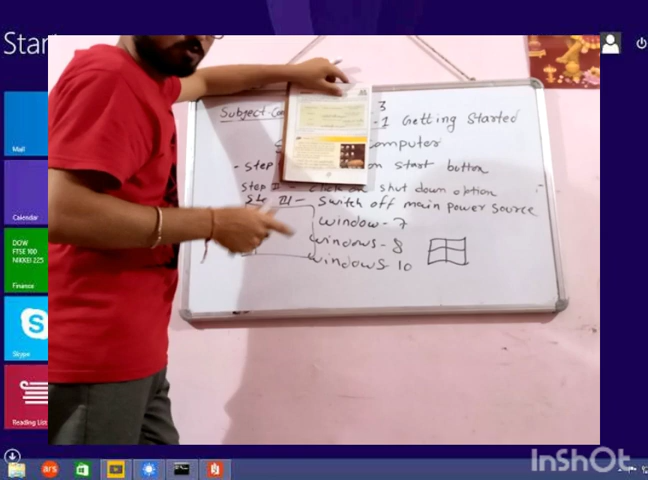 Start
Mail
Calendar
DOW
FTSE 100
NIKKEI 225
Finance
Skype
Reading List
3
Subject-Com -1 Getting Started
omputer
- step on start button
step II - click on shut down option
III - Switch off main power source
window-7
windows-8
windows 10
InShOt